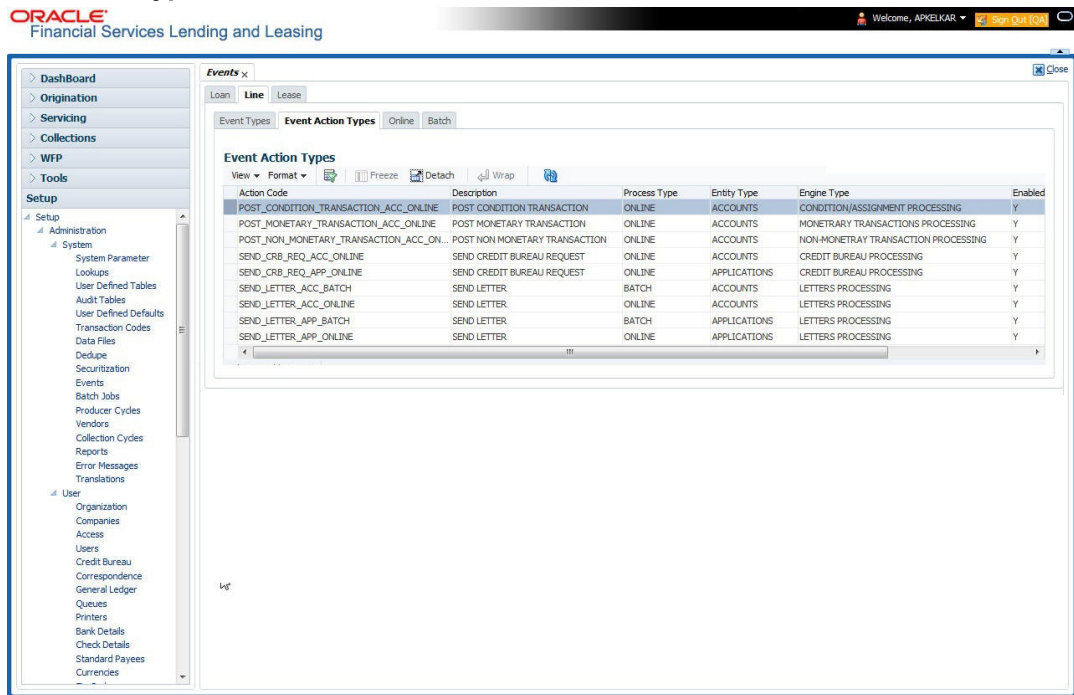 ORACLE
Financial Services Lending and Leasing
Welcome, APKELKAR
Sign Out [QA]
Close
DashBoard
Origination
Servicing
Collections
WFP
Tools
Setup
Setup
Administration
System
System Parameter
Lookups
User Defined Tables
Audit Tables
User Defined Defaults
Transaction Codes
Data Files
Dedupe
Securitization
Events
Batch Jobs
Producer Cycles
Vendors
Collection Cycles
Reports
Error Messages
Translations
User
Organization
Companies
Access
Users
Credit Bureau
Correspondence
General Ledger
Queues
Printers
Bank Details
Check Details
Standard Payees
Currencies
Events
Loan Line Lease
Event Types Event Action Types Online Batch
Event Action Types
View Format Freeze Detach Wrap
Action Code Description Process Type Entity Type Engine Type Enabled
POST_CONDITION_TRANSACTION_ACC_ONLINE POST CONDITION TRANSACTION ONLINE ACCOUNTS CONDITION/ASSIGNMENT PROCESSING Y
POST_MONETARY_TRANSACTION_ACC_ONLINE POST MONETARY TRANSACTION ONLINE ACCOUNTS MONETRARY TRANSACTIONS PROCESSING Y
POST_NON_MONETARY_TRANSACTION_ACC_ON... POST NON MONETARY TRANSACTION ONLINE ACCOUNTS NON-MONETRAY TRANSACTION PROCESSING Y
SEND_CRB_REQ_ACC_ONLINE SEND CREDIT BUREAU REQUEST ONLINE ACCOUNTS CREDIT BUREAU PROCESSING Y
SEND_CRB_REQ_APP_ONLINE SEND CREDIT BUREAU REQUEST ONLINE APPLICATIONS CREDIT BUREAU PROCESSING Y
SEND_LETTER_ACC_BATCH SEND LETTER BATCH ACCOUNTS LETTERS PROCESSING Y
SEND_LETTER_ACC_ONLINE SEND LETTER ONLINE ACCOUNTS LETTERS PROCESSING Y
SEND_LETTER_APP_BATCH SEND LETTER BATCH APPLICATIONS LETTERS PROCESSING Y
SEND_LETTER_APP_ONLINE SEND LETTER ONLINE APPLICATIONS LETTERS PROCESSING Y